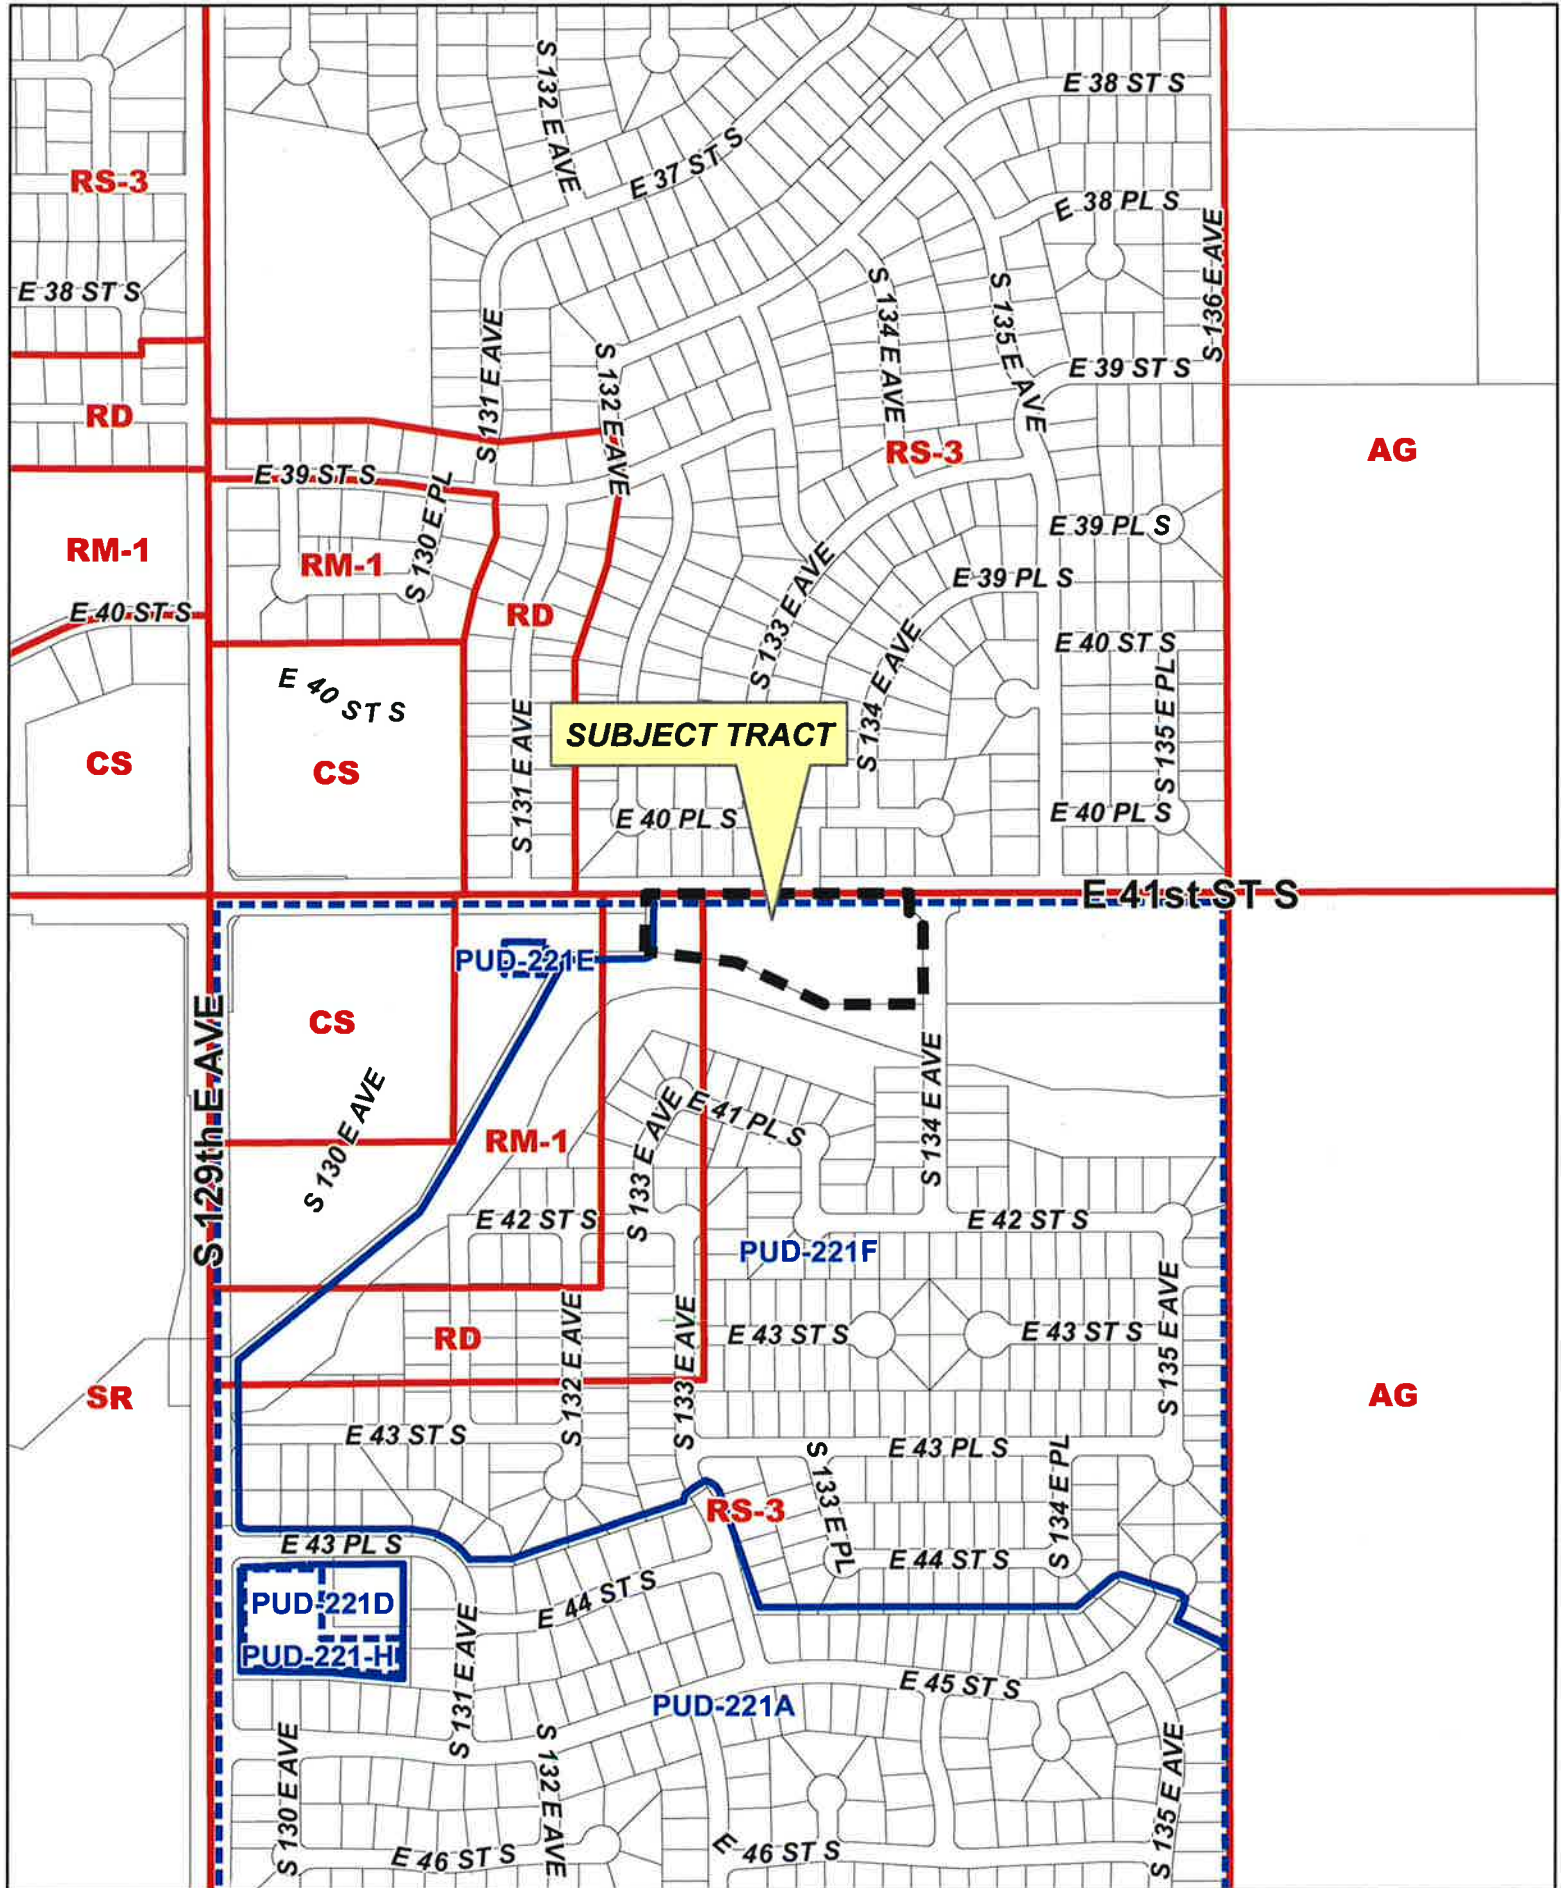 S 132 E AVE
E 37 ST S
E 38 ST S
RS-3
E 38 PL S
S 136 E AVE
E 38 ST S
S 131 E AVE
S 132 E AVE
S 134 E AVE
S 135 E AVE
E 39 ST S
RD
RS-3
AG
E 39 ST S
S 130 E PL
E 39 PL S
RM-1
RM-1
E 39 PL S
E 40 ST S
RD
S 133 E AVE
S 134 E AVE
E 40 ST S
S 135 E PL
E 40 ST S
SUBJECT TRACT
CS
CS
S 131 E AVE
E 40 PL S
E 40 PL S
E 41st ST S
PUD-221E
CS
S 129th E AVE
S 130 E AVE
RM-1
S 133 E AVE
E 41 PL S
S 134 E AVE
E 42 ST S
E 42 ST S
PUD-221F
RD
S 132 E AVE
S 133 E AVE
E 43 ST S
E 43 ST S
S 135 E AVE
SR
AG
E 43 ST S
E 43 PL S
S 133 E PL
S 134 E PL
RS-3
E 43 PL S
E 44 ST S
E 44 ST S
PUD-221D
PUD-221-H
S 131 E AVE
E 45 ST S
PUD-221A
S 130 E AVE
S 132 E AVE
S 135 E AVE
E 46 ST S
E 46 ST S